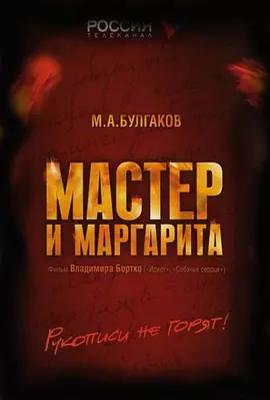 РОССИЯ
ТЕЛЕКАНАЛ
М.А.БУЛГАКОВ
МАСТЕР
И МАРГАРИТА
Фильм Владимира Бортко («Идиот», «Собачье сердце»)
Рукописи не горят!